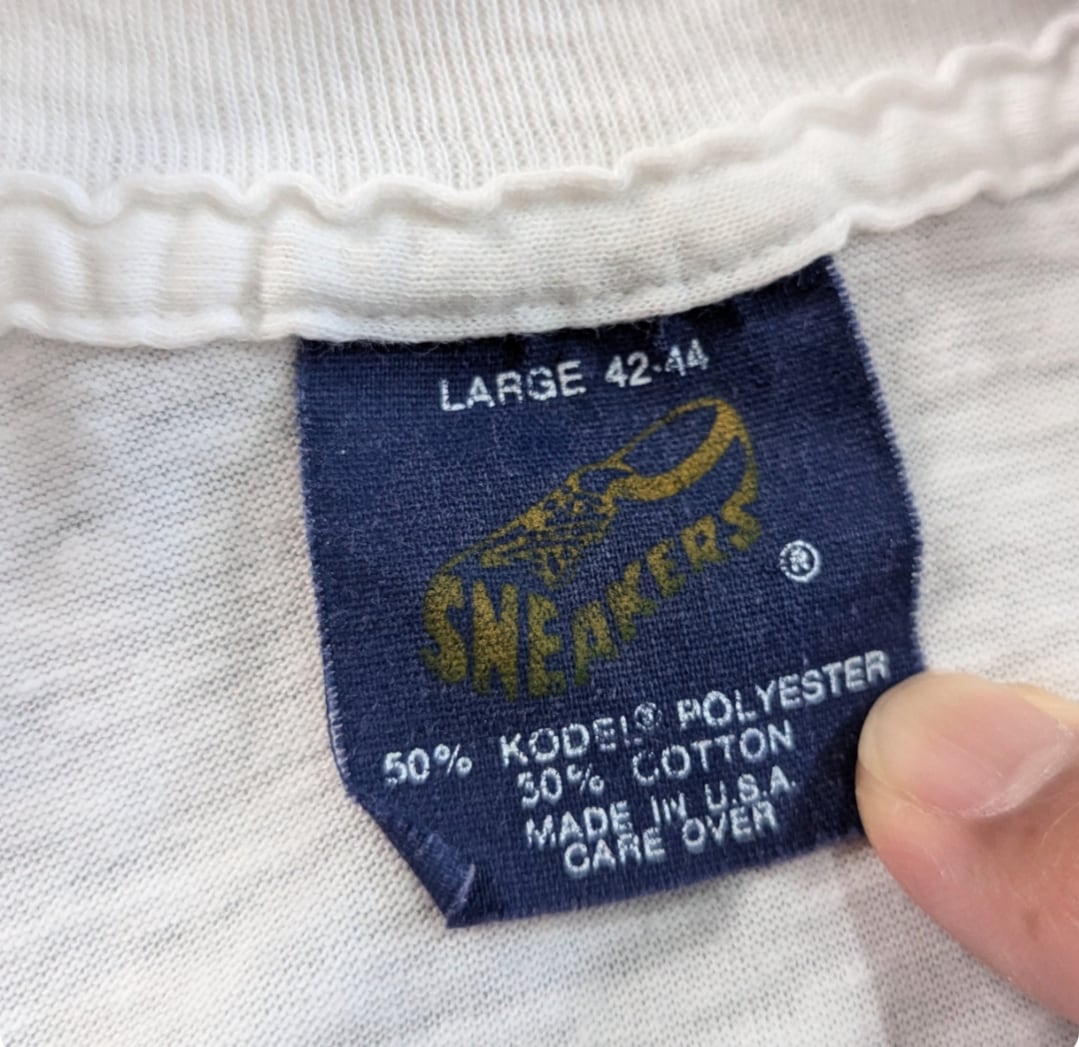 LARGE 42-44
SNEAKERS
®
50% KODEL® POLYESTER
50% COTTON
MADE IN U.S.A.
CARE OVER